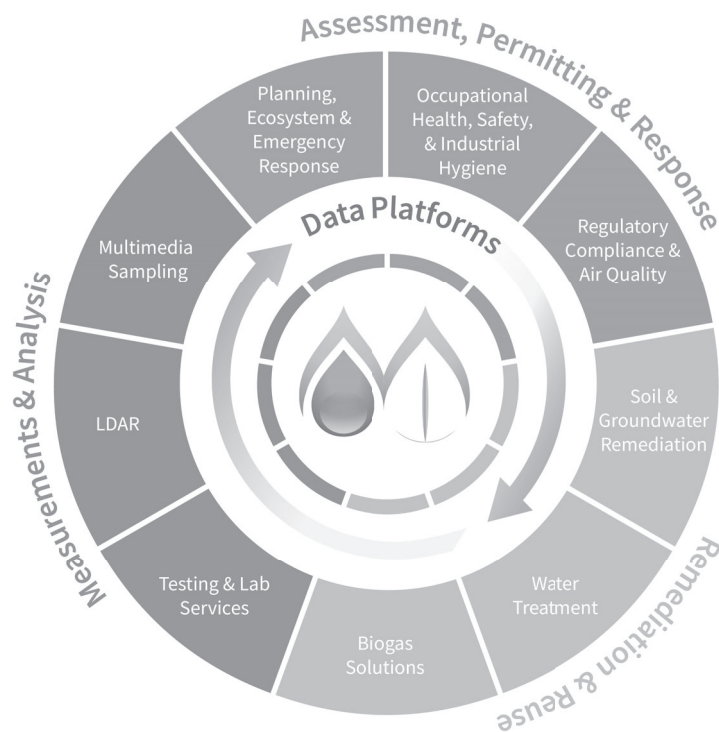 Assessment, Permitting & Response
Planning,
Ecosystem &
Emergency
Response
Occupational
Health, Safety,
& Industrial
Hygiene
Regulatory
Compliance &
Air Quality
Soil &
Groundwater
Remediation
Water
Treatment
Biogas
Solutions
Remediation & Reuse
Testing & Lab
Services
LDAR
Multimedia
Sampling
Measurements & Analysis
Data Platforms